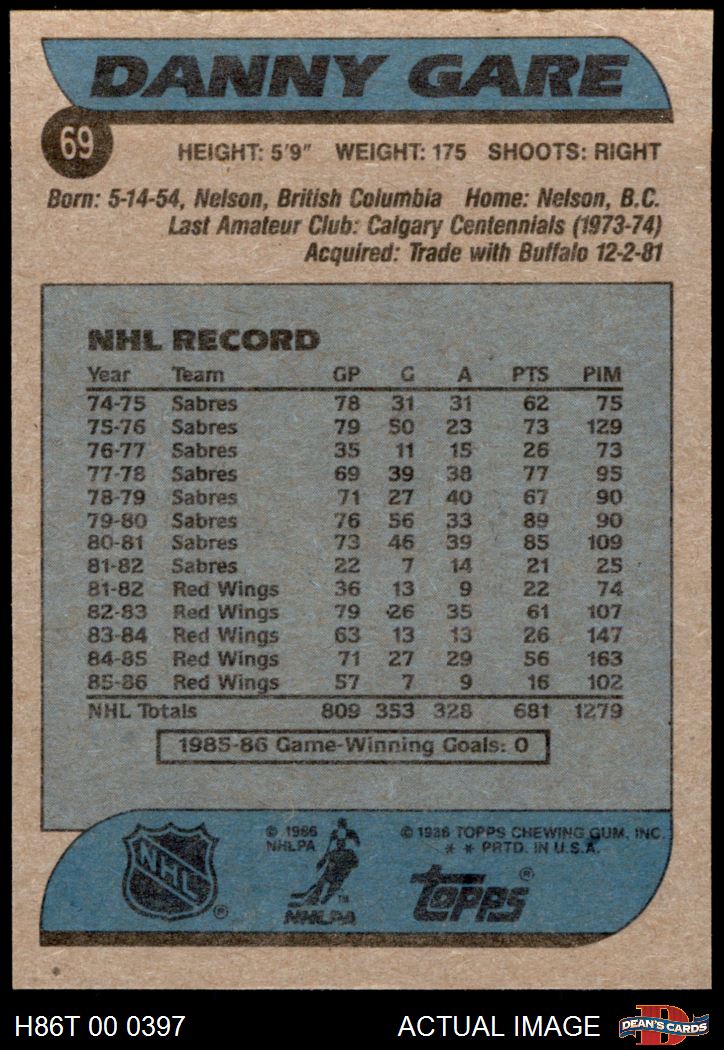 DANNY GARE
69
HEIGHT: 5'9" WEIGHT: 175 SHOOTS: RIGHT
Born: 5-14-54, Nelson, British Columbia Home: Nelson, B.C.
Last Amateur Club: Calgary Centennials (1973-74)
Acquired: Trade with Buffalo 12-2-81
NHL RECORD
Year Team GP G A PTS PIM
74-75 Sabres 78 31 31 62 75
75-76 Sabres 79 50 23 73 129
76-77 Sabres 35 11 15 26 73
77-78 Sabres 69 39 38 77 95
78-79 Sabres 71 27 40 67 90
79-80 Sabres 76 56 33 89 90
80-81 Sabres 73 46 39 85 109
81-82 Sabres 22 7 14 21 25
81-82 Red Wings 36 13 9 22 74
82-83 Red Wings 79 26 35 61 107
83-84 Red Wings 63 13 13 26 147
84-85 Red Wings 71 27 29 56 163
85-86 Red Wings 57 7 9 16 102
NHL Totals 809 353 328 681 1279
1985-86 Game-Winning Goals: 0
NHL ®
© 1986
NHLPA
NHLPA ™
© 1986 TOPPS CHEWING GUM, INC.
* * PRTD. IN U.S.A.
topps ®
H86T 00 0397 ACTUAL IMAGE
D
DEAN'S CARDS